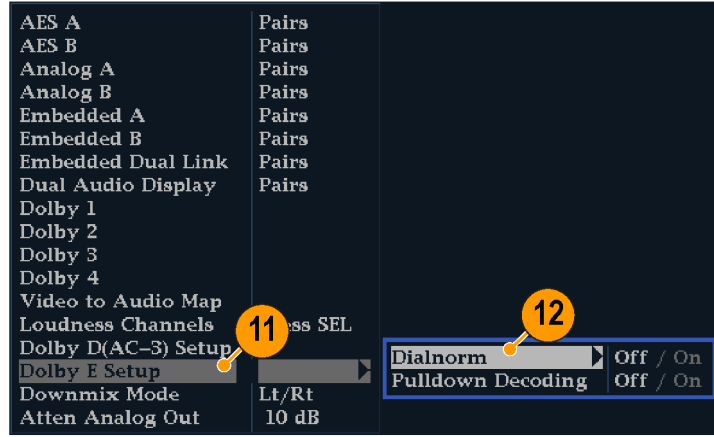 AES A Pairs
AES B Pairs
Analog A Pairs
Analog B Pairs
Embedded A Pairs
Embedded B Pairs
Embedded Dual Link Pairs
Dual Audio Display Pairs
Dolby 1
Dolby 2
Dolby 3
Dolby 4
Video to Audio Map
Loudness Channels ss SEL
11
Dolby D(AC–3) Setup
Dolby E Setup
Downmix Mode Lt/Rt
Atten Analog Out 10 dB
12
Dialnorm Off / On
Pulldown Decoding Off / On